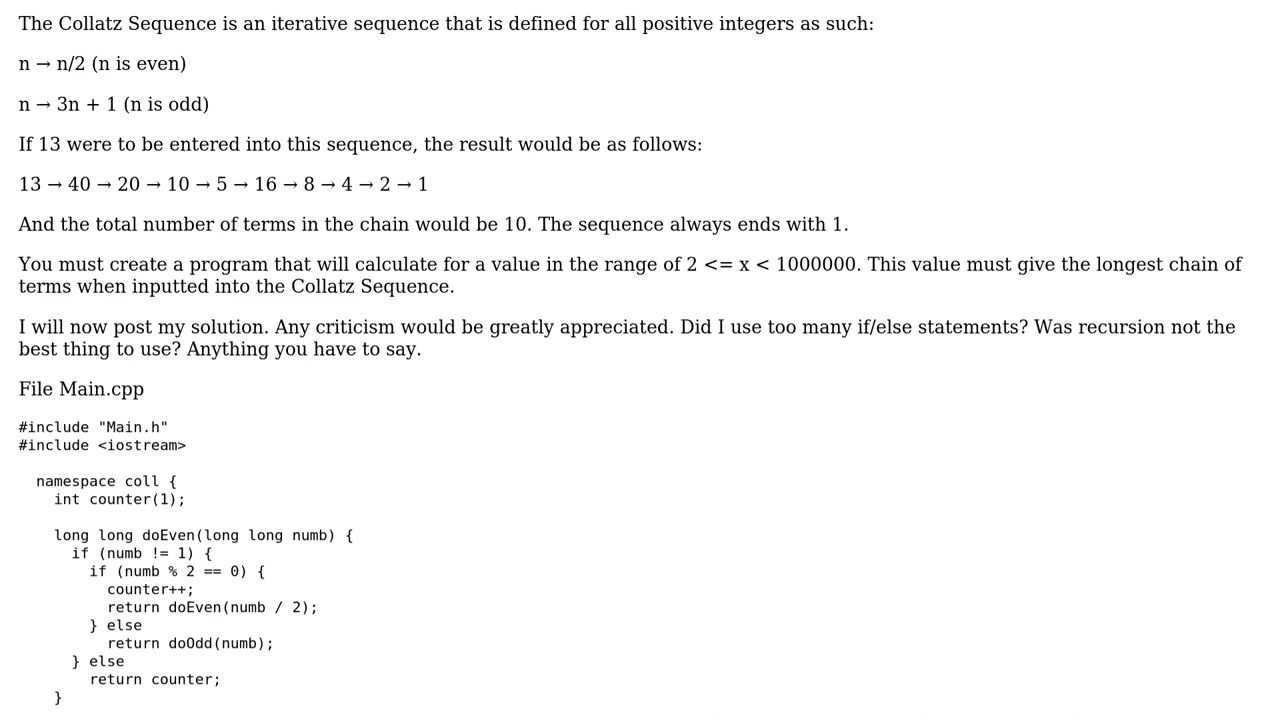 The Collatz Sequence is an iterative sequence that is defined for all positive integers as such:
n → n/2 (n is even)
n → 3n + 1 (n is odd)
If 13 were to be entered into this sequence, the result would be as follows:
13 → 40 → 20 → 10 → 5 → 16 → 8 → 4 → 2 → 1
And the total number of terms in the chain would be 10. The sequence always ends with 1.
You must create a program that will calculate for a value in the range of 2 <= x < 1000000. This value must give the longest chain of
terms when inputted into the Collatz Sequence.
I will now post my solution. Any criticism would be greatly appreciated. Did I use too many if/else statements? Was recursion not the
best thing to use? Anything you have to say.
File Main.cpp
#include "Main.h"
#include <iostream>
  namespace coll {
    int counter(1);
    long long doEven(long long numb) {
      if (numb != 1) {
        if (numb % 2 == 0) {
          counter++;
          return doEven(numb / 2);
        } else
          return doOdd(numb);
      } else
        return counter;
    }